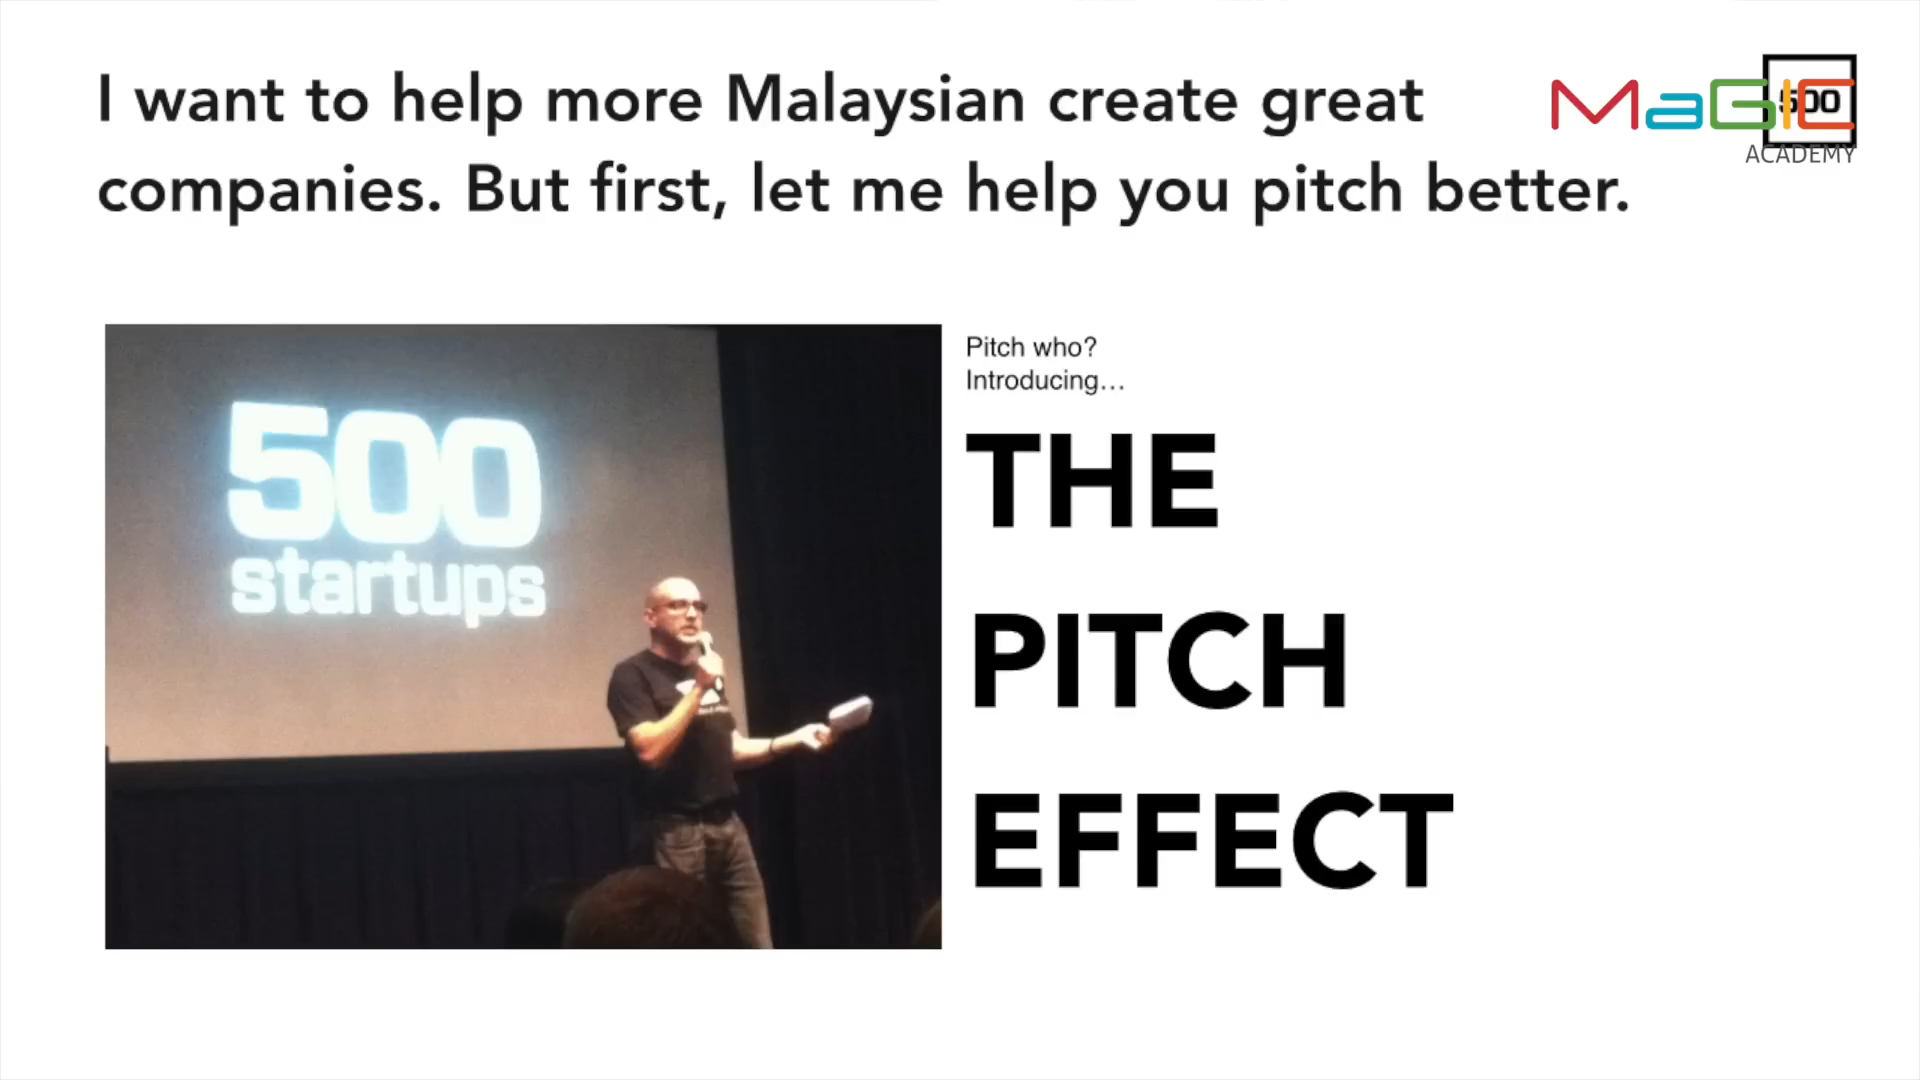 I want to help more Malaysian create great
companies. But first, let me help you pitch better.
MaGIC
500
ACADEMY
500
startups
Pitch who?
Introducing…
THE
PITCH
EFFECT